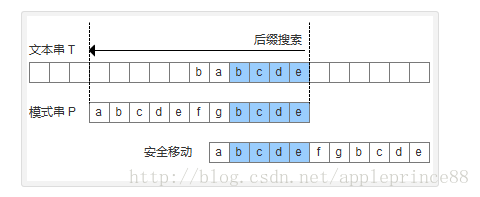 后缀搜索
文本串 T
b a b c d e
模式串 P a b c d e f g b c d e
安全移动 a b c d e f g b c d e
http://blog.csdn.net/appleprince88